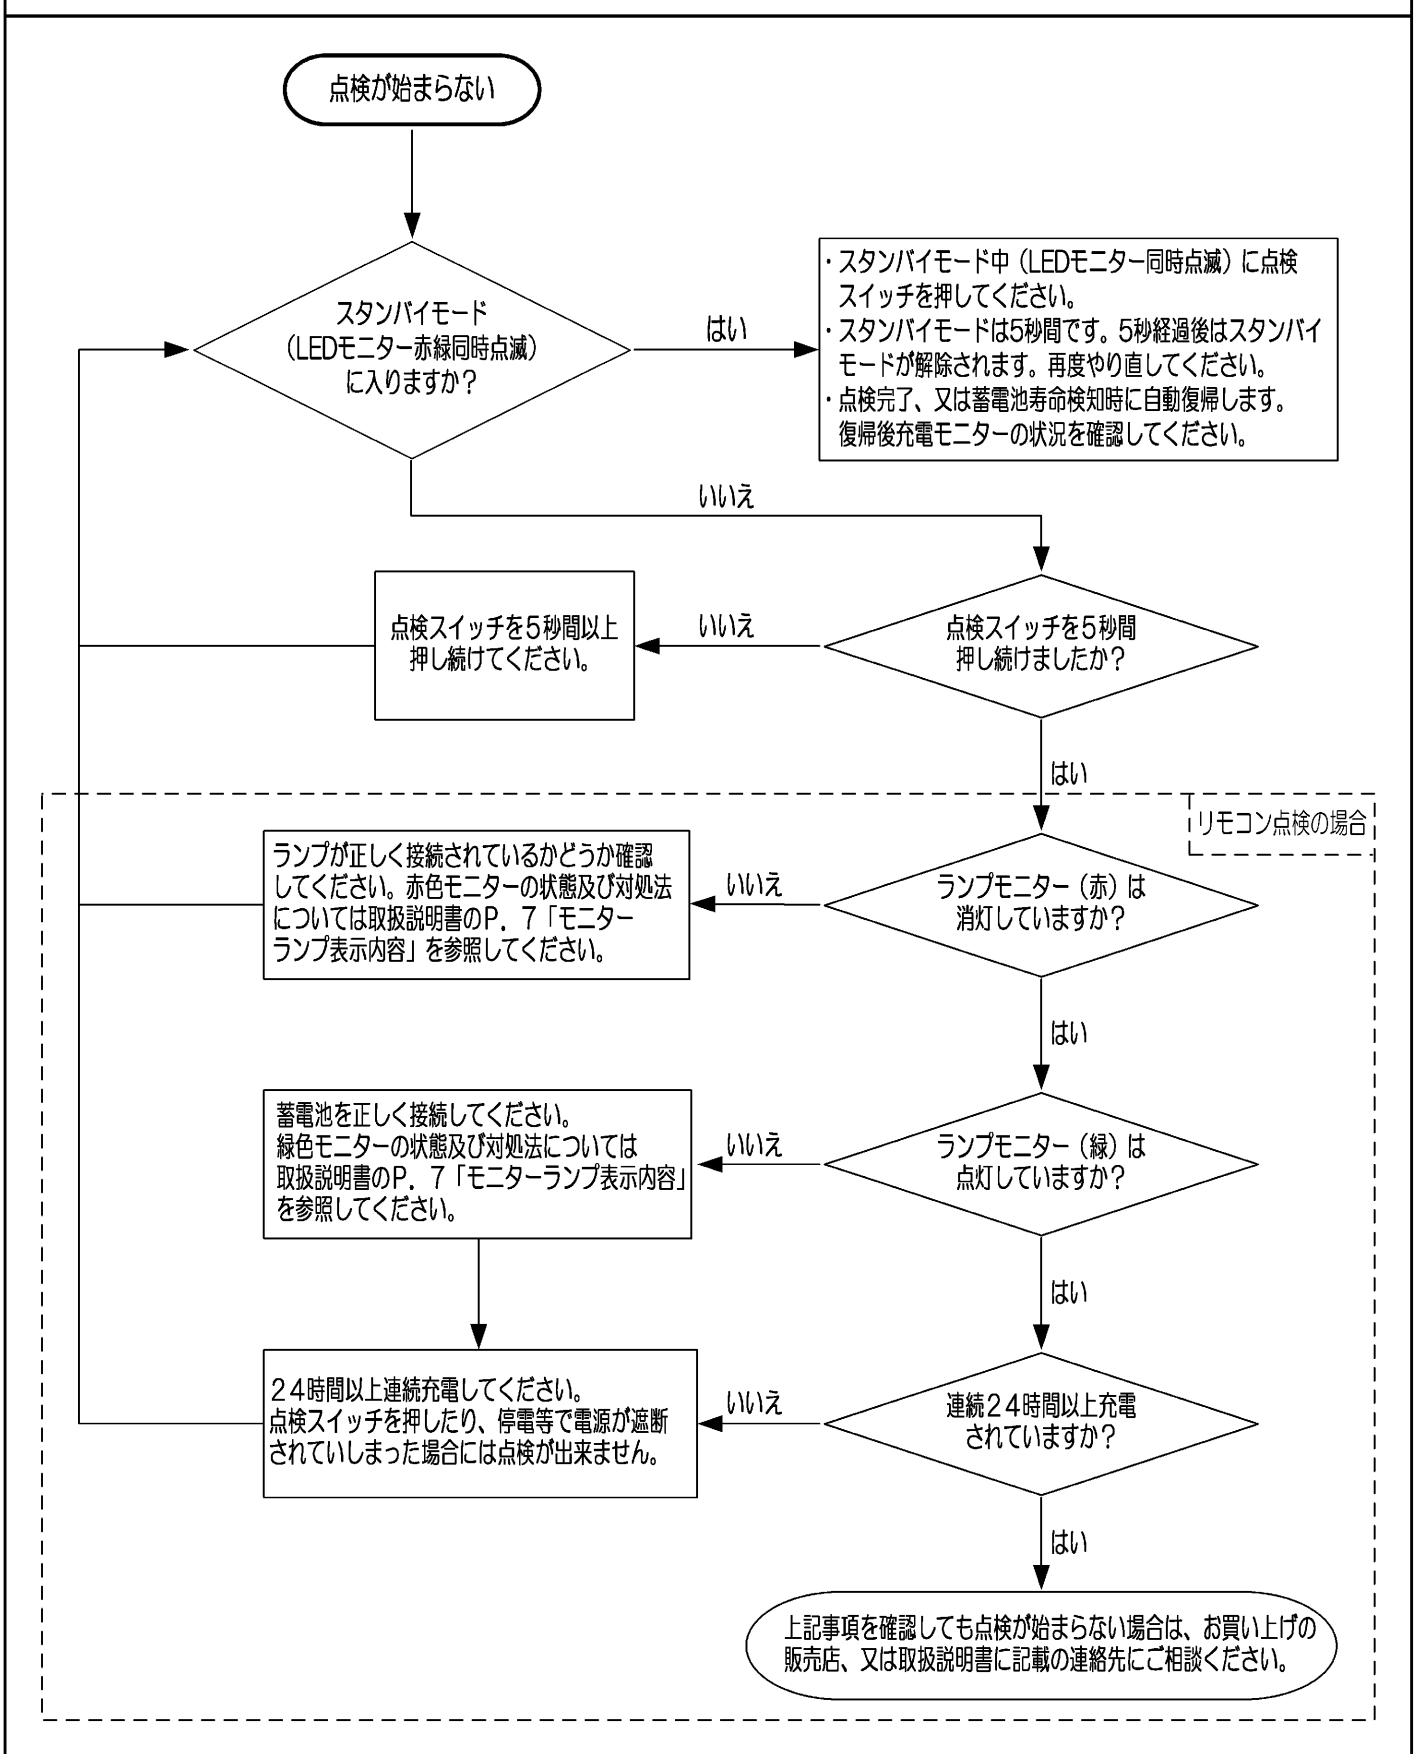 点検が始まらない
スタンバイモード
（LEDモニター赤緑同時点滅）
に入りますか？
はい
・スタンバイモード中（LEDモニター同時点滅）に点検
スイッチを押してください。
・スタンバイモードは5秒間です。5秒経過後はスタンバイ
モードが解除されます。再度やり直してください。
・点検完了、又は蓄電池寿命検知時に自動復帰します。
復帰後充電モニターの状況を確認してください。
いいえ
点検スイッチを５秒間
押し続けましたか？
いいえ
点検スイッチを５秒間以上
押し続けてください。
はい
リモコン点検の場合
ランプモニター（赤）は
消灯していますか？
いいえ
ランプが正しく接続されているかどうか確認
してください。赤色モニターの状態及び対処法
については取扱説明書のＰ．７「モニター
ランプ表示内容」を参照してください。
はい
ランプモニター（緑）は
点灯していますか？
いいえ
蓄電池を正しく接続してください。
緑色モニターの状態及び対処法については
取扱説明書のＰ．７「モニターランプ表示内容」
を参照してください。
はい
連続２４時間以上充電
されていますか？
いいえ
２４時間以上連続充電してください。
点検スイッチを押したり、停電等で電源が遮断
されていしまった場合には点検が出来ません。
はい
上記事項を確認しても点検が始まらない場合は、お買い上げの
販売店、又は取扱説明書に記載の連絡先にご相談ください。